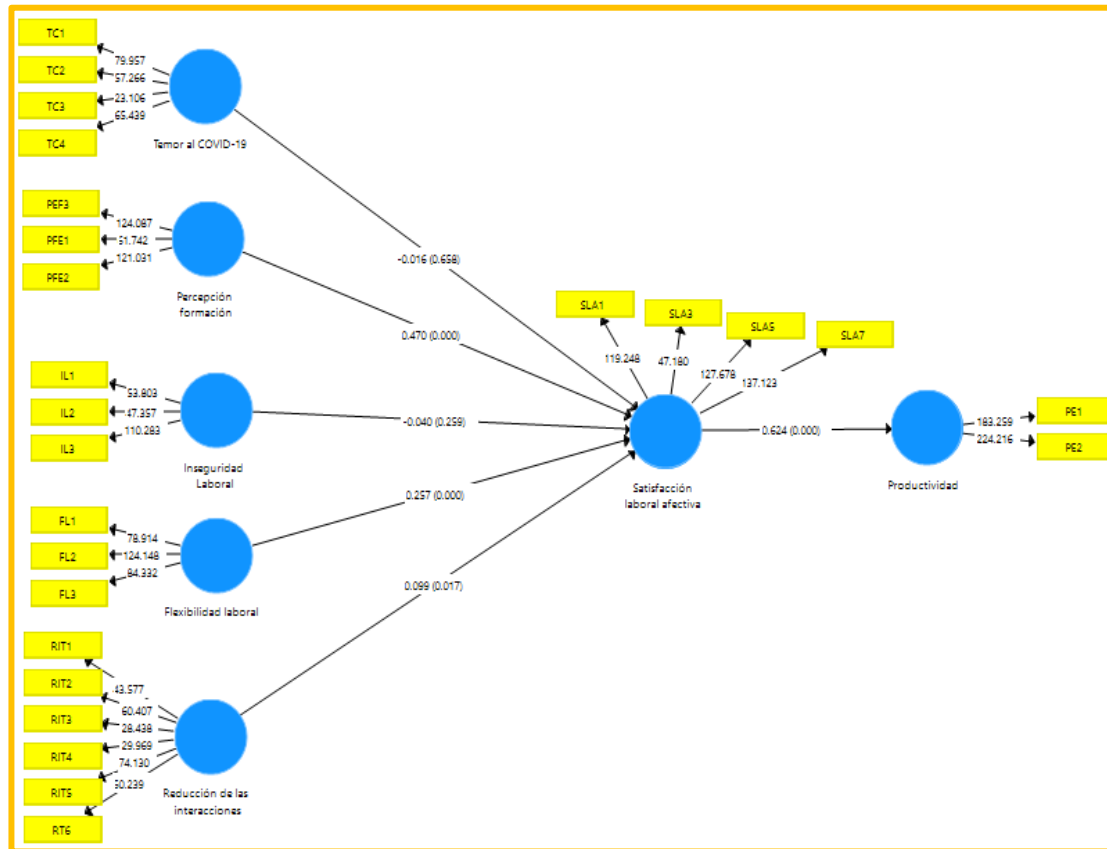 TC1
TC2
TC3
TC4
79.957
57.266
23.106
65.439
Temor al COVID-19
PEF3
PFE1
PFE2
124.087
121.031
Percepción
formación
IL1
IL2
IL3
53.803
47.357
110.283
Inseguridad
Laboral
FL1
FL2
FL3
78.914
124.148
84.332
Flexibilidad laboral
RIT1
RIT2
RIT3
RIT4
RIT5
RT6
43.577
60.407
28.438
29.969
74.130
Reducción de las
interacciones
-0.016 (0.658)
0.470 (0.000)
-0.040 (0.259)
0.257 (0.000)
0.099 (0.017)
SLA1
SLA3
SLA5
SLA7
119.248
47.180
127.678
137.123
Satisfacción
laboral afectiva
0.624 (0.000)
Productividad
183.259
224.216
PE1
PE2